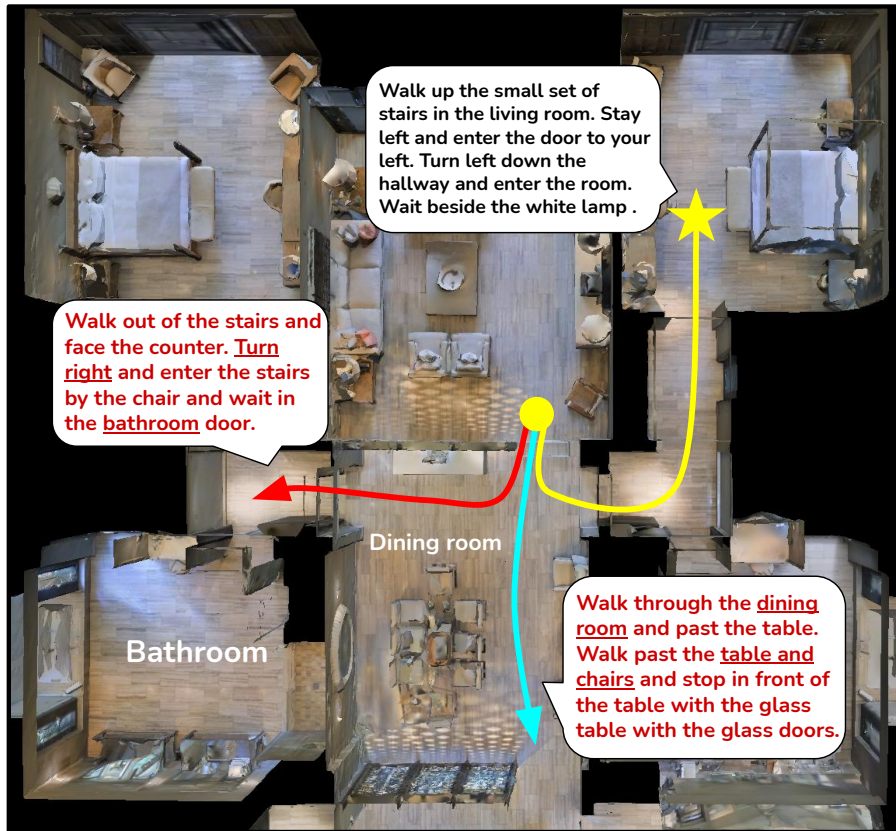 Walk up the small set of
stairs in the living room. Stay
left and enter the door to your
left. Turn left down the
hallway and enter the room.
Wait beside the white lamp .
Walk out of the stairs and
face the counter. Turn
right and enter the stairs
by the chair and wait in
the bathroom door.
Dining room
Walk through the dining
room and past the table.
Walk past the table and
chairs and stop in front of
the table with the glass
table with the glass doors.
Bathroom